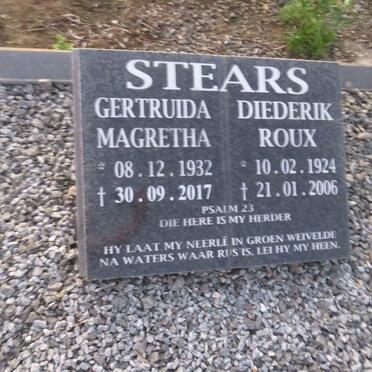 STEARS
GERTRUIDA DIEDERIK
MAGRETHA ROUX
* 08.12.1932 * 10.02.1924
† 30.09.2017 † 21.01.2006
PSALM 23
DIE HERE IS MY HERDER
HY LAAT MY NEERLÊ IN GROEN WEIVELDE
NA WATERS WAAR RUS IS, LEI HY MY HEEN.